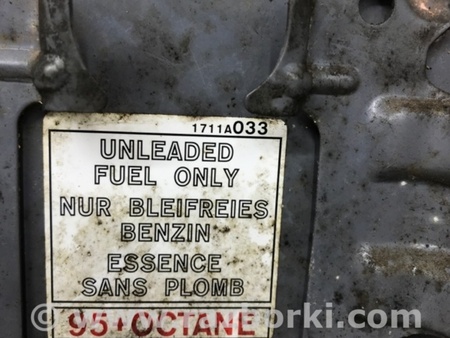 1711A033
UNLEADED
FUEL ONLY
NUR BLEIFREIES
BENZIN
ESSENCE
SANS PLOMB
95+OCTANE